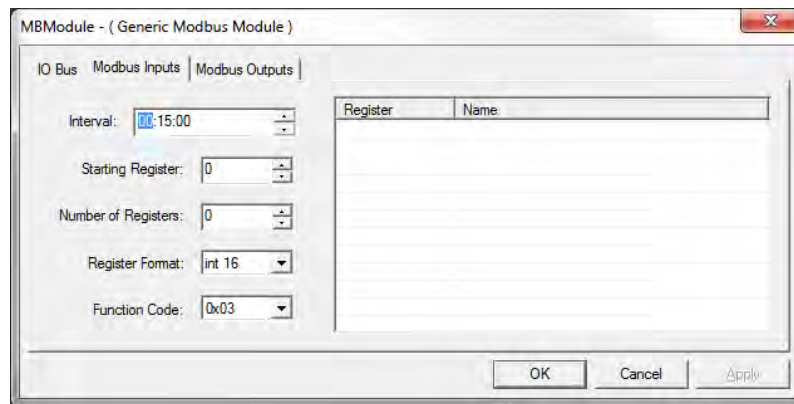 MBModule - ( Generic Modbus Module )
IO Bus Modbus Inputs Modbus Outputs
Interval: 00:15:00
Starting Register: 0
Number of Registers: 0
Register Format: int 16
Function Code: 0x03
Register Name
OK Cancel Apply